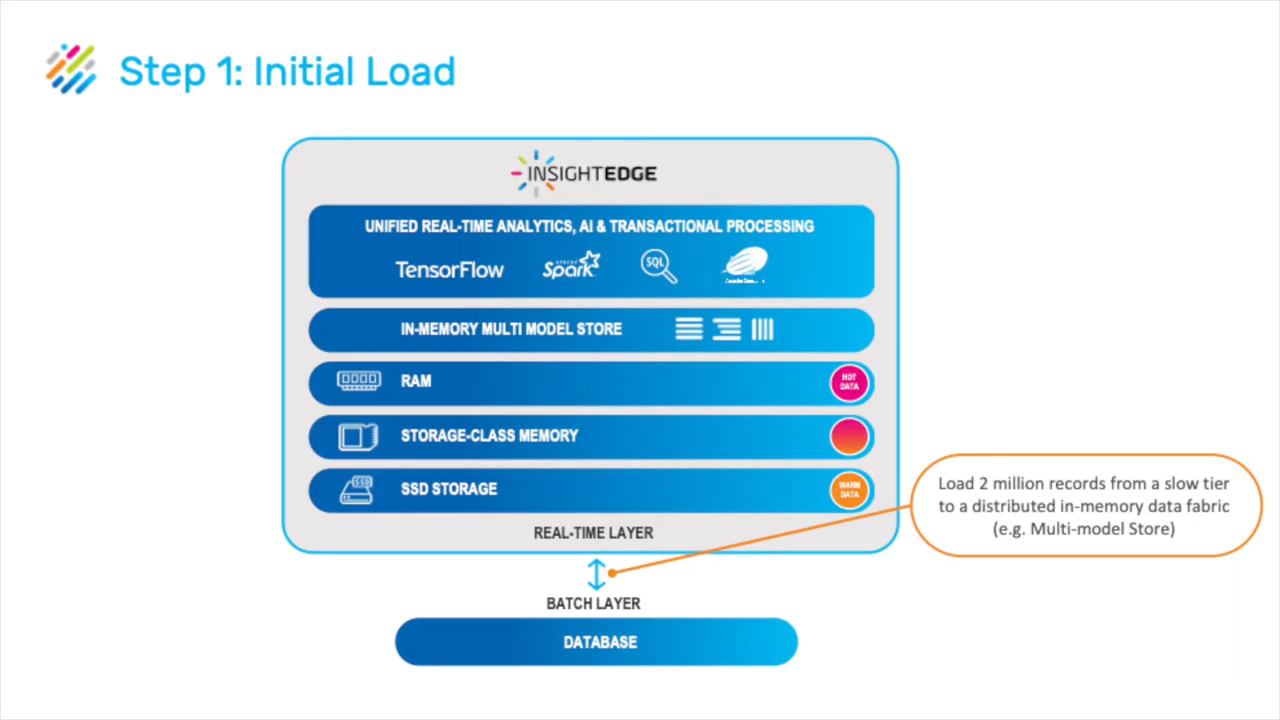 Step 1: Initial Load
INSIGHTEDGE
UNIFIED REAL-TIME ANALYTICS, AI & TRANSACTIONAL PROCESSING
TensorFlow
APACHE
Spark
SQL
IN-MEMORY MULTI MODEL STORE
RAM
HOT
DATA
STORAGE-CLASS MEMORY
SSD
SSD STORAGE
WARM
DATA
REAL-TIME LAYER
Load 2 million records from a slow tier
to a distributed in-memory data fabric
(e.g. Multi-model Store)
BATCH LAYER
DATABASE